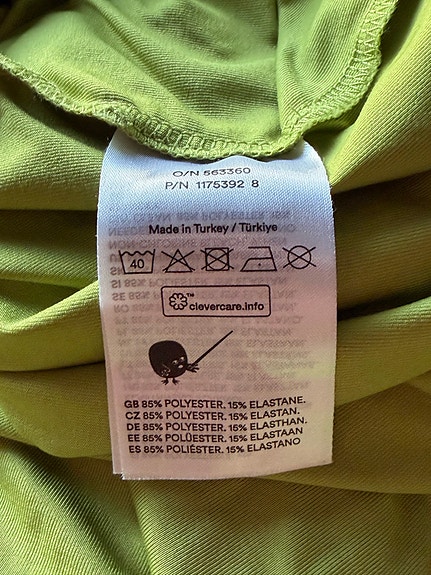 O/N 563360
P/N 1175392 8
Made in Turkey / Türkiye
40
clevercare.info
GB 85% POLYESTER. 15% ELASTANE.
CZ 85% POLYESTER. 15% ELASTAN.
DE 85% POLYESTER. 15% ELASTHAN.
EE 85% POLÜESTER. 15% ELASTAAN
ES 85% POLIÉSTER. 15% ELASTANO